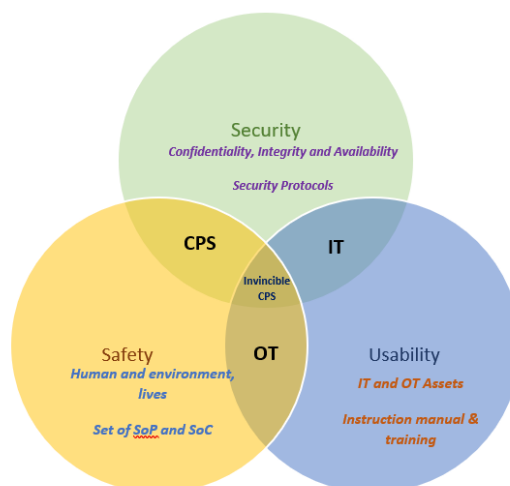 Security
Confidentiality, Integrity and Availability
Security Protocols
CPS
IT
Invincible
CPS
OT
Safety
Human and environment,
lives
Set of SoP and SoC
Usability
IT and OT Assets
Instruction manual &
training